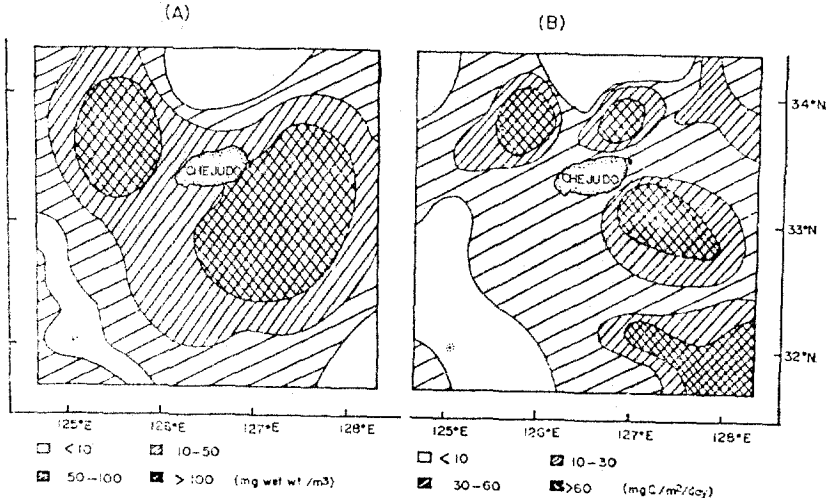 (A)
(B)
CHEJUDO
CHEJUDO
34°N.
33°N
32°N.
125°E 126°E 127°E 128°E
125°E 126°E 127°E 128°E
<10 10-50
50-100 >100 (mg wet wt./m3)
<10 10-30
30-60 >60 (mgC/m²/day)